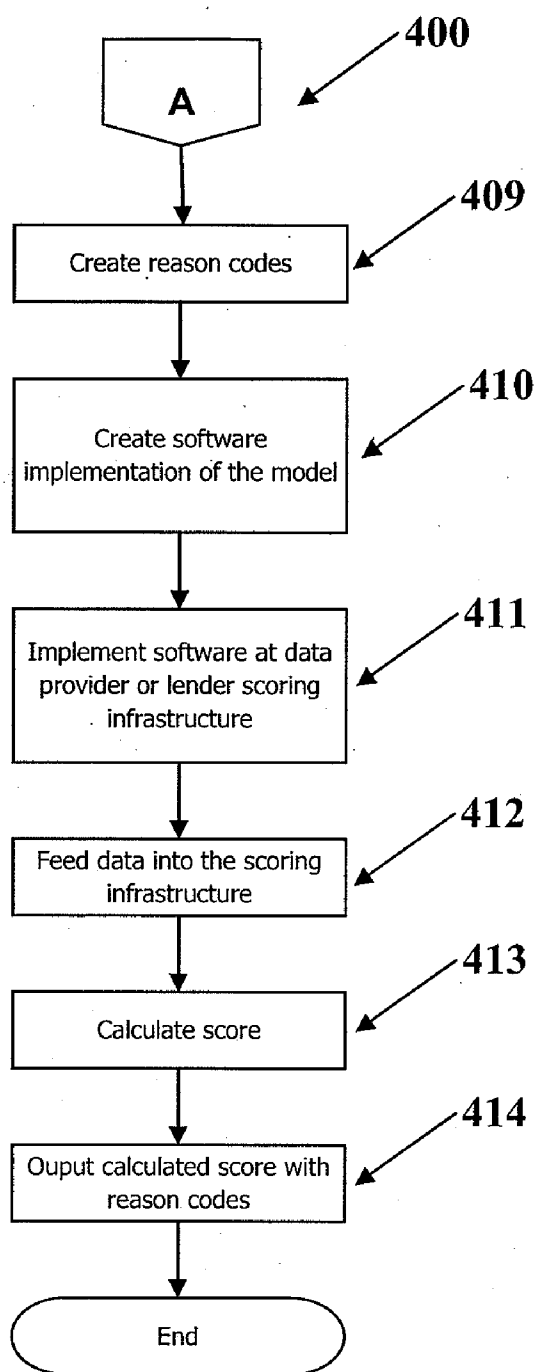 400
A
409
Create reason codes
410
Create software
implementation of the model
411
Implement software at data
provider or lender scoring
infrastructure
412
Feed data into the scoring
infrastructure
413
Calculate score
414
Ouput calculated score with
reason codes
End